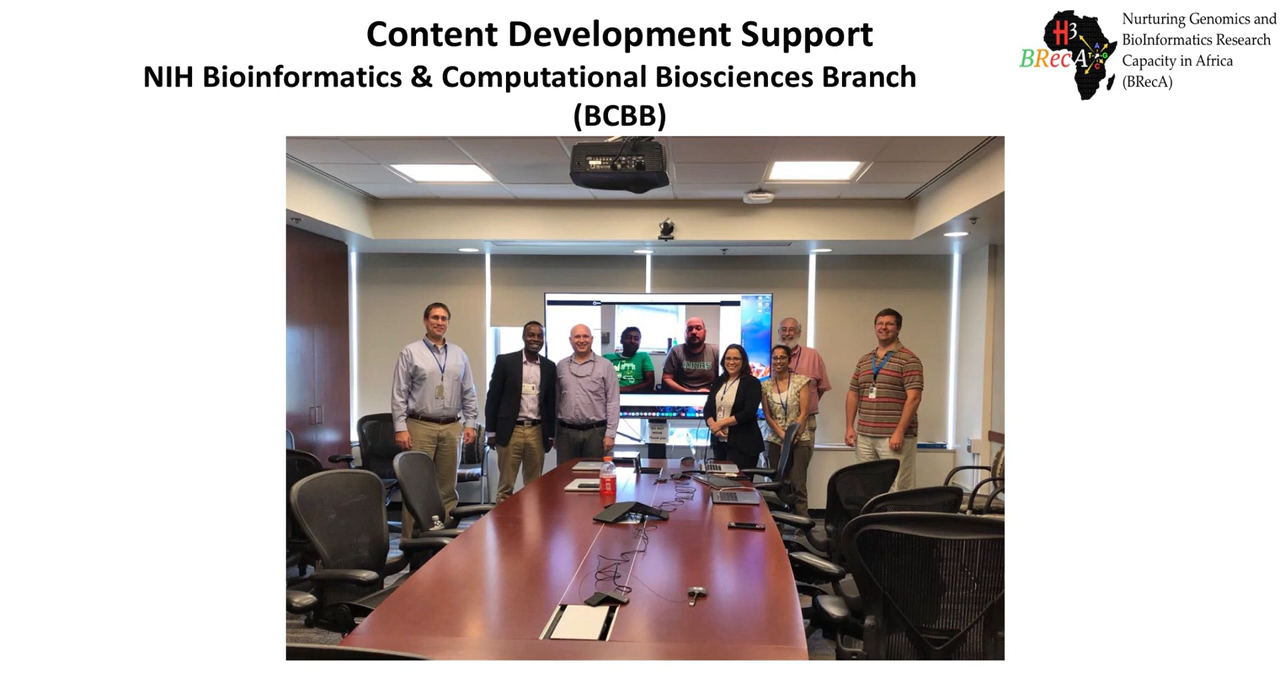 Content Development Support
NIH Bioinformatics & Computational Biosciences Branch
(BCBB)
H3
BRecA
Nurturing Genomics and
BioInformatics Research
Capacity in Africa
(BRecA)